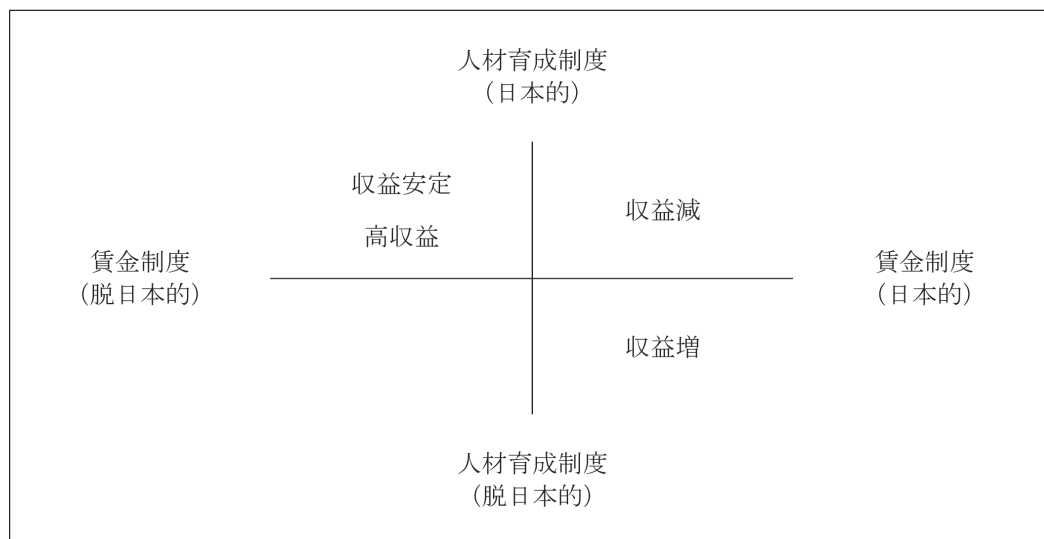 人材育成制度
（日本的）
収益安定
高収益
収益減
賃金制度
（脱日本的）
賃金制度
（日本的）
収益増
人材育成制度
（脱日本的）